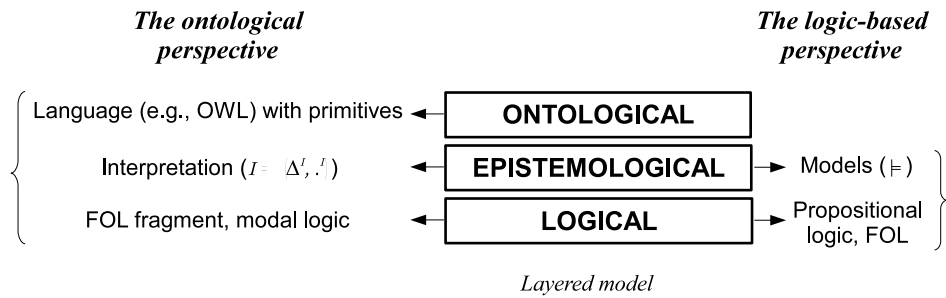 The ontological
perspective
The logic-based
perspective
Language (e.g., OWL) with primitives
ONTOLOGICAL
Interpretation (I = Δ^I, .^I)
EPISTEMOLOGICAL
Models (⊨)
FOL fragment, modal logic
LOGICAL
Propositional
logic, FOL
Layered model